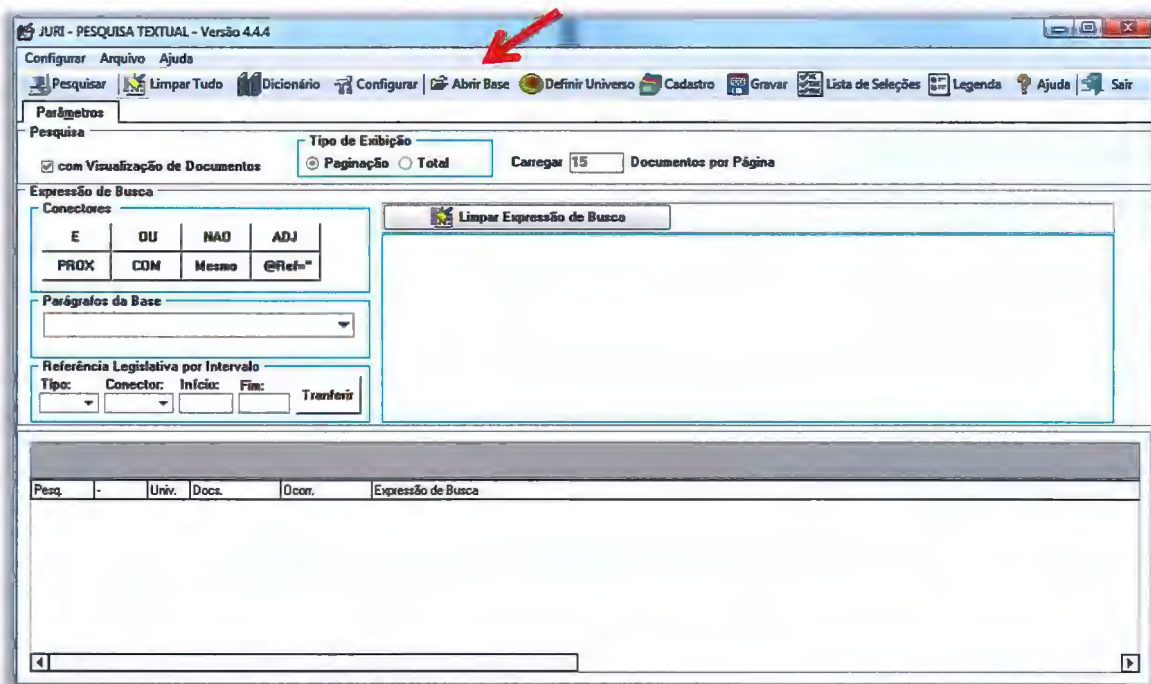 JURI - PESQUISA TEXTUAL - Versão 4.4.4
Configurar Arquivo Ajuda
Pesquisar Limpar Tudo Dicionário Configurar Abrir Base Definir Universo Cadastro Gravar Lista de Seleções Legenda Ajuda Sair
Parâmetros
Pesquisa
com Visualização de Documentos
Tipo de Exibição
Paginação Total
Carregar 15 Documentos por Página
Expressão de Busca
Conectores
E OU NAO ADJ
PROX COM Mesmo @Ref="
Limpar Expressão de Busca
Parágrafos da Base
Referência Legislativa por Intervalo
Tipo: Conector: Início: Fim:
Tranferir
Pesq. - Univ. Docs. Ocorr. Expressão de Busca